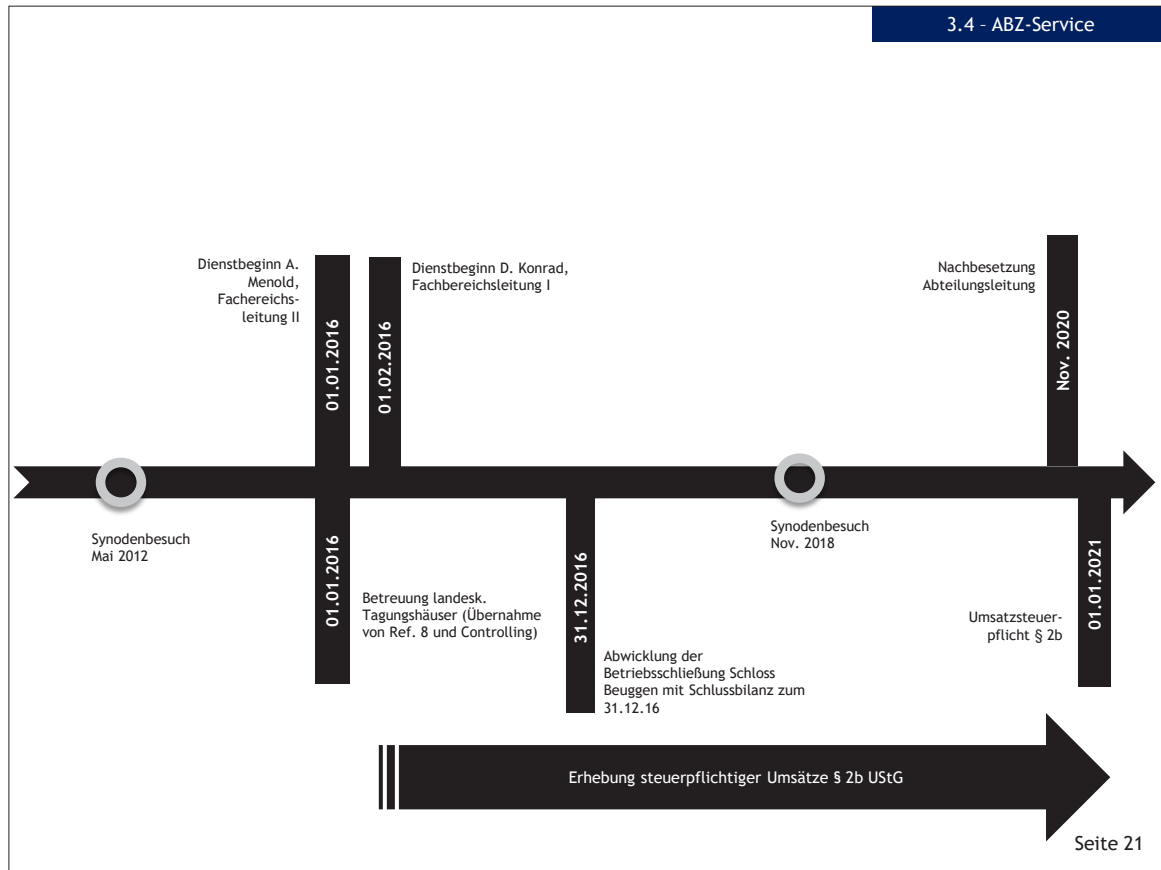 3.4 – ABZ-Service
Dienstbeginn A.
Menold,
Fachereichs-
leitung II
01.01.2016
01.02.2016
Dienstbeginn D. Konrad,
Fachbereichsleitung I
Nachbesetzung
Abteilungsleitung
Nov. 2020
Synodenbesuch
Mai 2012
01.01.2016
Betreuung landesk.
Tagungshäuser (Übernahme
von Ref. 8 und Controlling)
31.12.2016
Abwicklung der
Betriebsschließung Schloss
Beuggen mit Schlussbilanz zum
31.12.16
Synodenbesuch
Nov. 2018
Umsatzsteuer-
pflicht § 2b
01.01.2021
Erhebung steuerpflichtiger Umsätze § 2b UStG
Seite 21